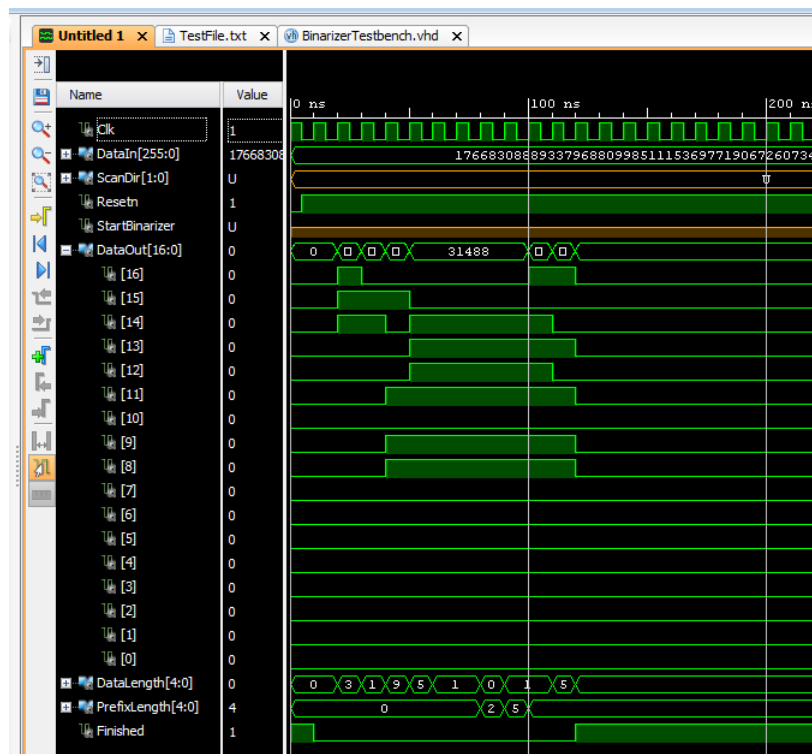 Untitled 1 TestFile.txt BinarizerTestbench.vhd
Name Value
0 ns 100 ns 200 n
Clk 1
DataIn[255:0] 17668308
ScanDir[1:0] U U
Resetn 1
StartBinarizer U
DataOut[16:0] 0 0 31488
[16] 0
[15] 0
[14] 0
[13] 0
[12] 0
[11] 0
[10] 0
[9] 0
[8] 0
[7] 0
[6] 0
[5] 0
[4] 0
[3] 0
[2] 0
[1] 0
[0] 0
DataLength[4:0] 0 0 3 1 9 5 1 0 1 5
PrefixLength[4:0] 4 0 2 5
Finished 1